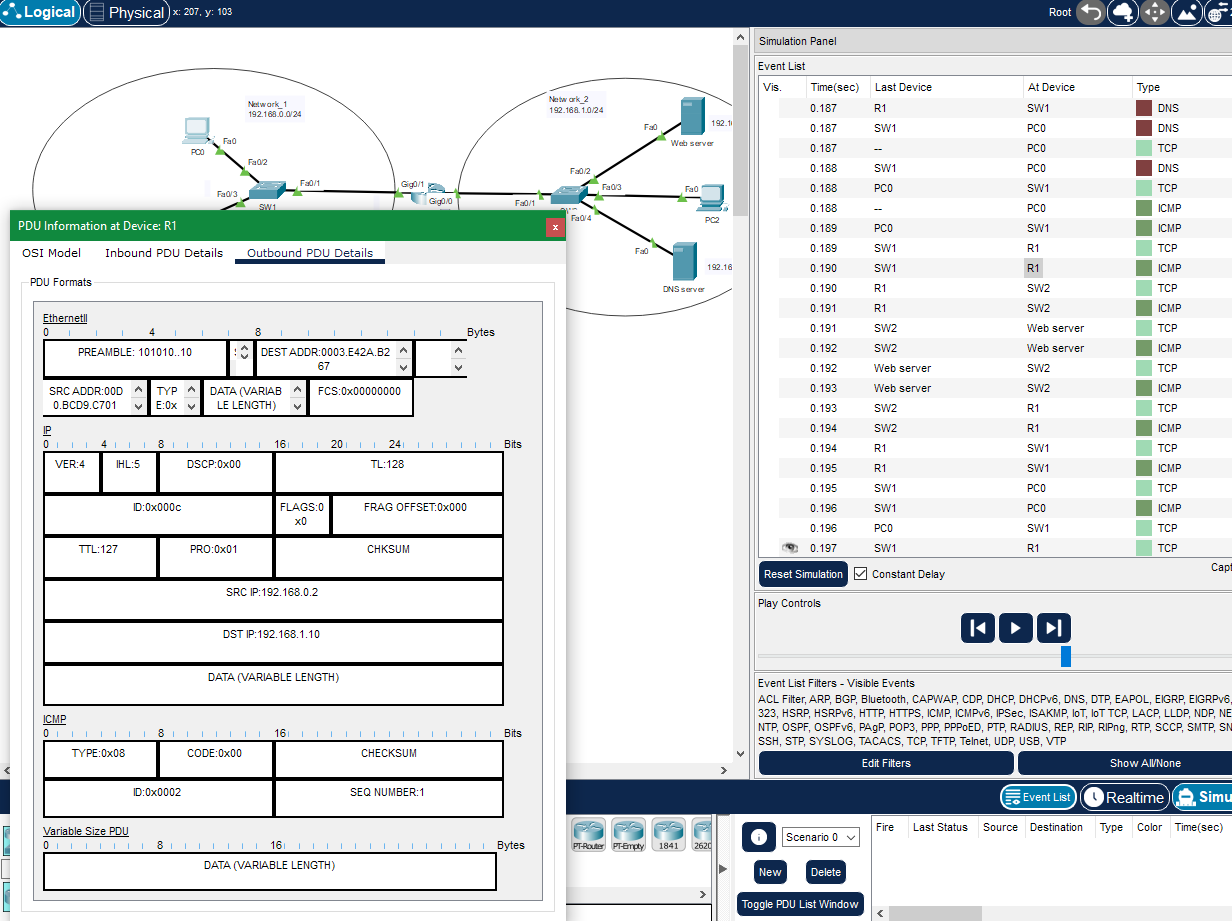 Logical Physical x: 103, y: 103 Root
Network_1
192.168.0.0/24
PC0
Fa0
Fa0/2
Fa0/3
SW1
Fa0/1
Gig0/1
Gig0/0
Network_2
192.168.1.0/24
Fa0
Web server
Fa0/2
Fa0/3
Fa0/1
Fa0/4
Fa0
PC2
Fa0
DNS server
192.16
Simulation Panel
Event List
Vis. Time(sec) Last Device At Device Type
0.187 R1 SW1 DNS
0.187 SW1 PC0 DNS
0.187 -- PC0 TCP
0.188 SW1 PC0 DNS
0.188 PC0 SW1 TCP
0.188 -- PC0 ICMP
0.189 PC0 SW1 ICMP
0.189 SW1 R1 TCP
0.190 SW1 R1 ICMP
0.190 R1 SW2 TCP
0.191 R1 SW2 ICMP
0.191 SW2 Web server TCP
0.192 SW2 Web server ICMP
0.192 Web server SW2 TCP
0.193 Web server SW2 ICMP
0.193 SW2 R1 TCP
0.194 SW2 R1 ICMP
0.194 R1 SW1 TCP
0.195 R1 SW1 ICMP
0.195 SW1 PC0 TCP
0.196 SW1 PC0 ICMP
0.196 PC0 SW1 TCP
0.197 SW1 R1 TCP
Reset Simulation Constant Delay Capt
Play Controls
Event List Filters - Visible Events
ACL Filter, ARP, BGP, Bluetooth, CAPWAP, CDP, DHCP, DHCPv6, DNS, DTP, EAPOL, EIGRP, EIGRPv6,
323, HSRP, HSRPv6, HTTP, HTTPS, ICMP, ICMPv6, IPSec, ISAKMP, IoT, IoT TCP, LACP, LLDP, NDP, NE
NTP, OSPF, OSPFv6, PAgP, POP3, PPP, PPPoED, PTP, RADIUS, REP, RIP, RIPng, RTP, SCCP, SMTP, SN
SSH, STP, SYSLOG, TACACS, TCP, TFTP, Telnet, UDP, USB, VTP
Edit Filters Show All/None
Event List Realtime Simu
PDU Information at Device: R1 x
OSI Model Inbound PDU Details Outbound PDU Details
PDU Formats
EthernetII
0 4 8 Bytes
PREAMBLE: 101010..10 DEST ADDR:0003.E42A.B2
67
SRC ADDR:00D TYP DATA (VARIAB FCS:0x00000000
0.BCD9.C701 E:0x LE LENGTH)
IP
0 4 8 16 20 24 Bits
VER:4 IHL:5 DSCP:0x00 TL:128
ID:0x000c FLAGS:0 FRAG OFFSET:0x000
x0
TTL:127 PRO:0x01 CHKSUM
SRC IP:192.168.0.2
DST IP:192.168.1.10
DATA (VARIABLE LENGTH)
ICMP
0 8 16 Bits
TYPE:0x08 CODE:0x00 CHECKSUM
ID:0x0002 SEQ NUMBER:1
Variable Size PDU
0 8 16 Bytes
DATA (VARIABLE LENGTH)
PT-Router PT-Empty 1841 2620
Scenario 0
New Delete
Toggle PDU List Window
Fire Last Status Source Destination Type Color Time(sec)